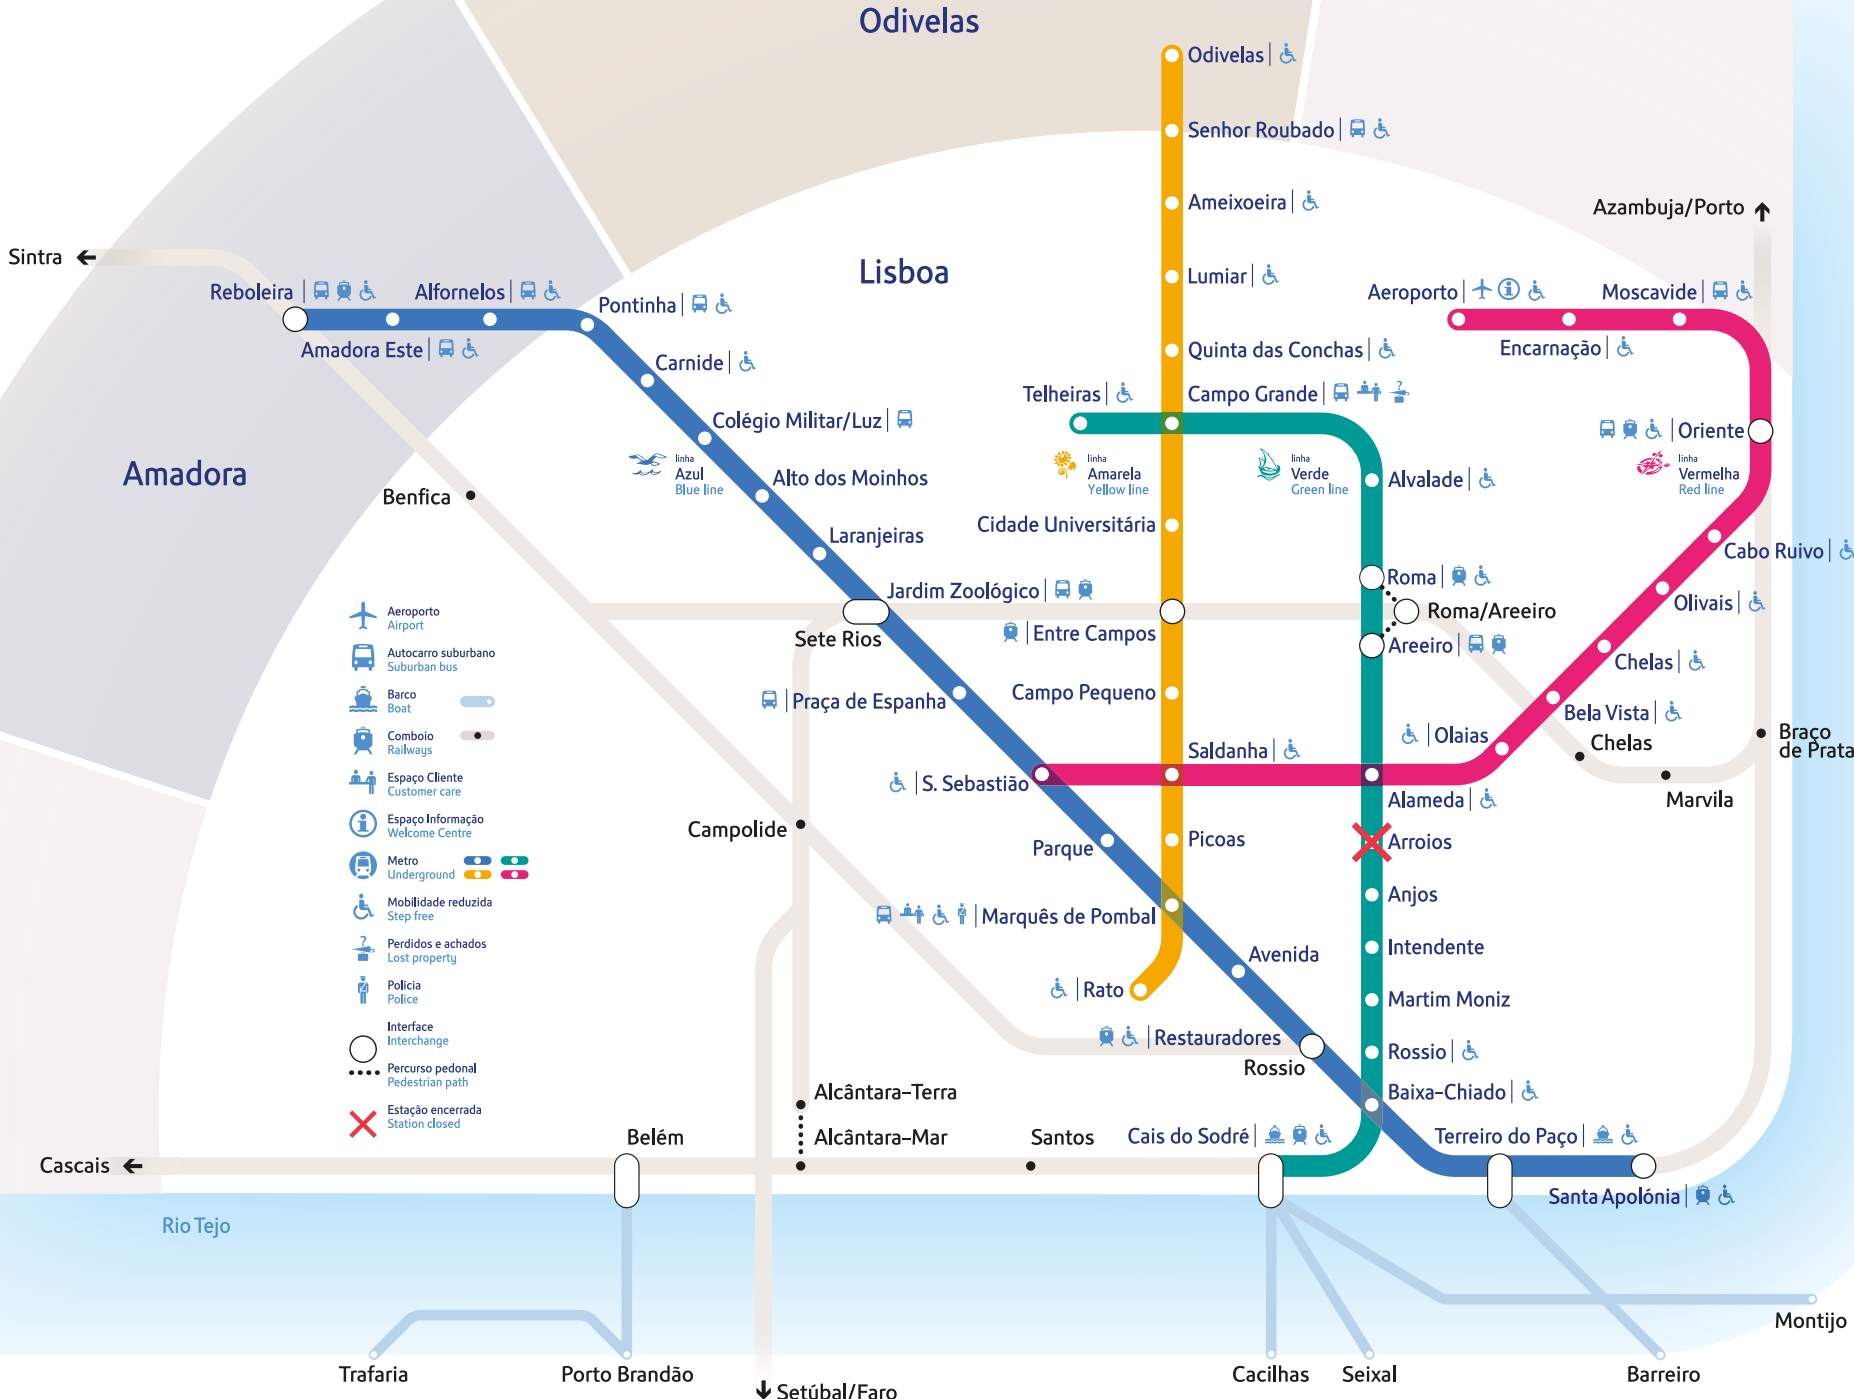 Odivelas
Odivelas
Senhor Roubado
Ameixoeira
Azambuja/Porto
Sintra
Lisboa
Lumiar
Reboleira
Alfornelos
Pontinha
Aeroporto
Moscavide
Amadora Este
Quinta das Conchas
Encarnação
Carnide
Telheiras
Campo Grande
Colégio Militar/Luz
Oriente
linha
Azul
Blue line
linha
Amarela
Yellow line
linha
Verde
Green line
linha
Vermelha
Red line
Amadora
Alto dos Moinhos
Alvalade
Benfica
Cidade Universitária
Laranjeiras
Cabo Ruivo
Roma
Jardim Zoológico
Olivais
Roma/Areeiro
Sete Rios
Entre Campos
Areeiro
Chelas
Praça de Espanha
Campo Pequeno
Bela Vista
Olaias
Chelas
Braço
de Prata
Saldanha
S. Sebastião
Alameda
Marvila
Campolide
Parque
Picoas
Arroios
Anjos
Marquês de Pombal
Intendente
Avenida
Rato
Martim Moniz
Restauradores
Rossio
Rossio
Baixa-Chiado
Alcântara-Terra
Belém
Alcântara-Mar
Santos
Cais do Sodré
Terreiro do Paço
Cascais
Santa Apolónia
Rio Tejo
Aeroporto
Airport
Autocarro suburbano
Suburban bus
Barco
Boat
Comboio
Railways
Espaço Cliente
Customer care
Espaço Informação
Welcome Centre
Metro
Underground
Mobilidade reduzida
Step free
Perdidos e achados
Lost property
Polícia
Police
Interface
Interchange
Percurso pedonal
Pedestrian path
Estação encerrada
Station closed
Montijo
Trafaria
Porto Brandão
Cacilhas
Seixal
Barreiro
Setúbal/Faro